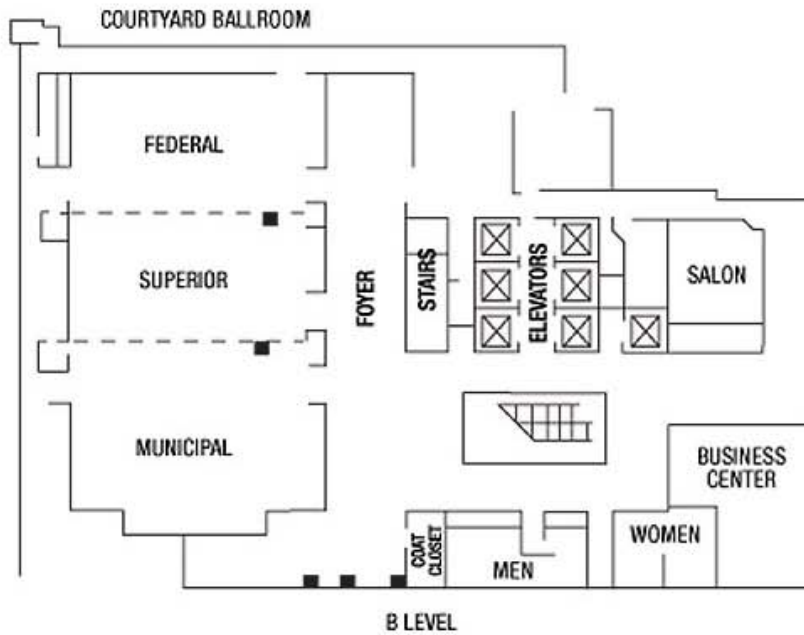 COURTYARD BALLROOM
FEDERAL
SUPERIOR
FOYER
STAIRS
ELEVATORS
SALON
MUNICIPAL
BUSINESS
CENTER
COAT
CLOSET
MEN
WOMEN
B LEVEL